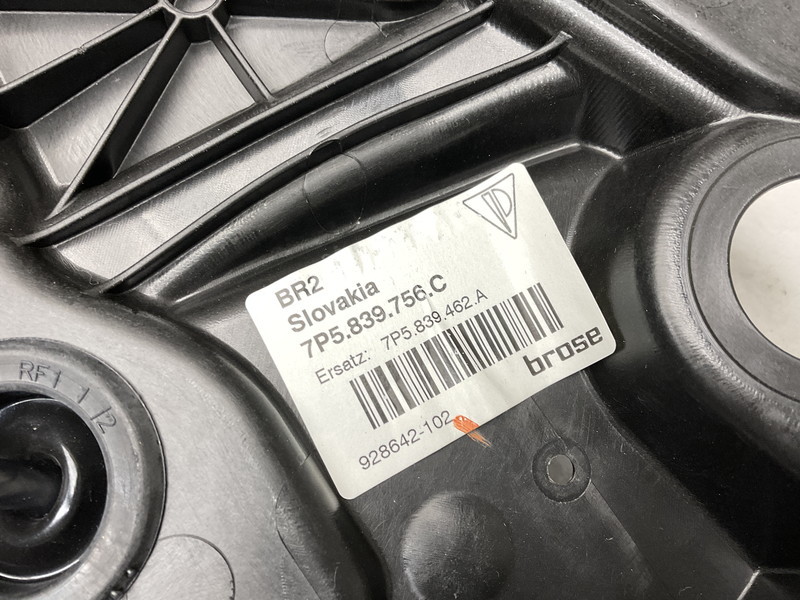 BR2
Slovakia
7P5.839.756.C
Ersatz: 7P5.839.462.A
brose
928642-102
RF1 1/2